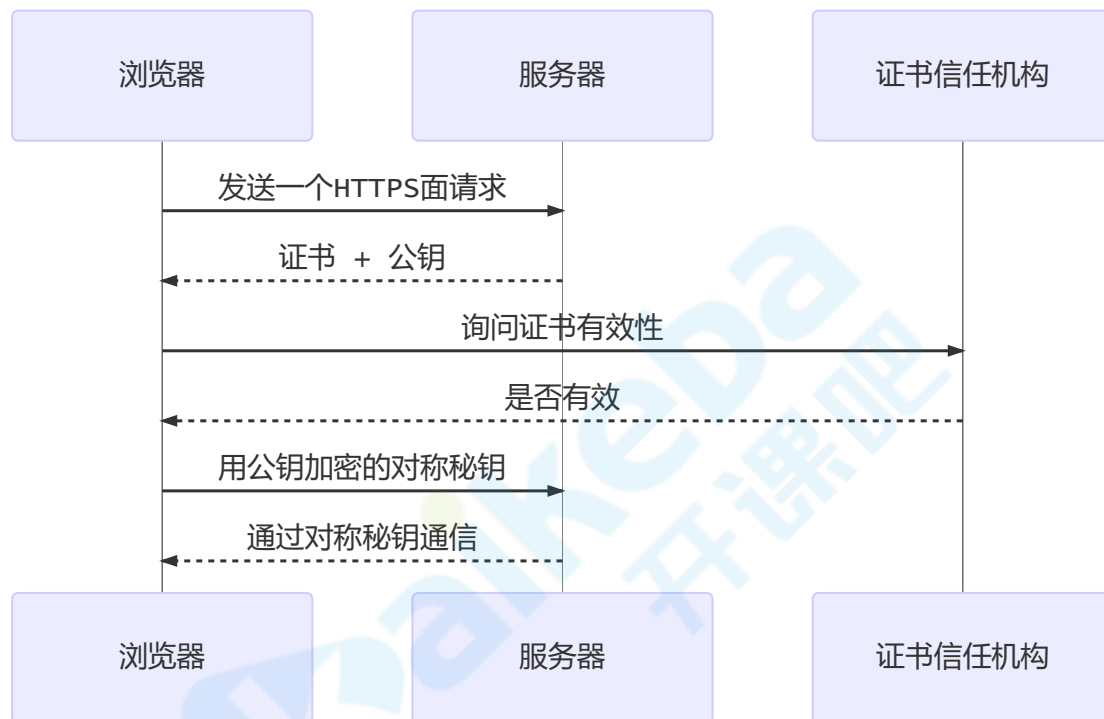 浏览器 服务器 证书信任机构
发送一个HTTPS面请求
证书 + 公钥
询问证书有效性
是否有效
用公钥加密的对称秘钥
通过对称秘钥通信
浏览器 服务器 证书信任机构
kaikeba
开课吧